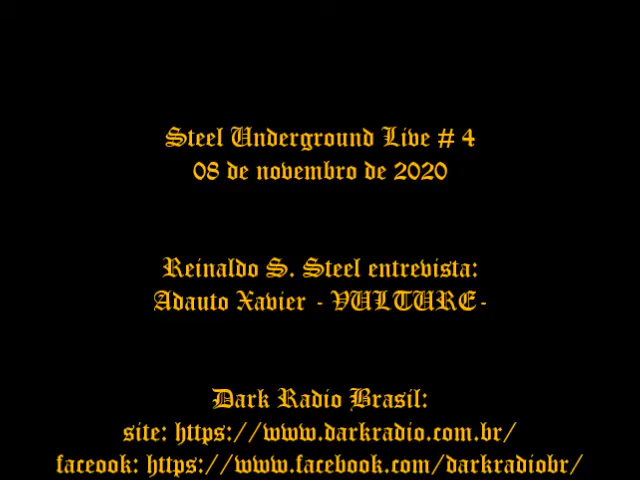 Steel Underground Live # 4
08 de novembro de 2020
Reinaldo S. Steel entrevista:
Adauto Xavier - VULTURE-
Dark Radio Brasil:
site: https://www.darkradio.com.br/
faceook: https://www.facebook.com/darkradiobr/